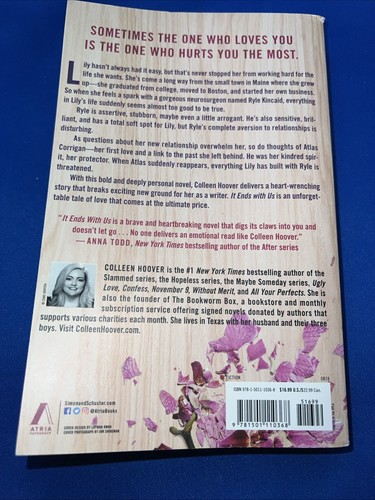 SOMETIMES THE ONE WHO LOVES YOU
IS THE ONE WHO HURTS YOU THE MOST.
Lily hasn't always had it easy, but that's never stopped her from working hard for the
life she wants. She's come a long way from the small town in Maine where she grew
up—she graduated from college, moved to Boston, and started her own business.
So when she feels a spark with a gorgeous neurosurgeon named Ryle Kincaid, everything
in Lily's life suddenly seems almost too good to be true.
Ryle is assertive, stubborn, maybe even a little arrogant. He's also sensitive, bril-
liant, and has a total soft spot for Lily, but Ryle's complete aversion to relationships is
disturbing.
As questions about her new relationship overwhelm her, so do thoughts of Atlas
Corrigan—her first love and a link to the past she left behind. He was her kindred spir-
it, her protector. When Atlas suddenly reappears, everything Lily has built with Ryle is
threatened.
With this bold and deeply personal novel, Colleen Hoover delivers a heart-wrenching
story that breaks exciting new ground for her as a writer. It Ends with Us is an unforget-
table tale of love that comes at the ultimate price.
"It Ends with Us is a brave and heartbreaking novel that digs its claws into you and
doesn't let go . . . No one delivers an emotional read like Colleen Hoover."
— ANNA TODD, New York Times bestselling author of the After series
COLLEEN HOOVER is the #1 New York Times bestselling author of the
Slammed series, the Hopeless series, the Maybe Someday series, Ugly
Love, Confess, November 9, Without Merit, and All Your Perfects. She is
also the founder of The Bookworm Box, a bookstore and monthly
subscription service offering signed novels donated by authors that
supports various charities each month. She lives in Texas with her husband and their three
boys. Visit ColleenHoover.com.
FICTION
SimonandSchuster.com
@AtriaBooks
ATRIA
PAPERBACK
ISBN 978-1-5011-1036-8 $16.99 U.S./$22.99 Can.
51699
9 781501 110368